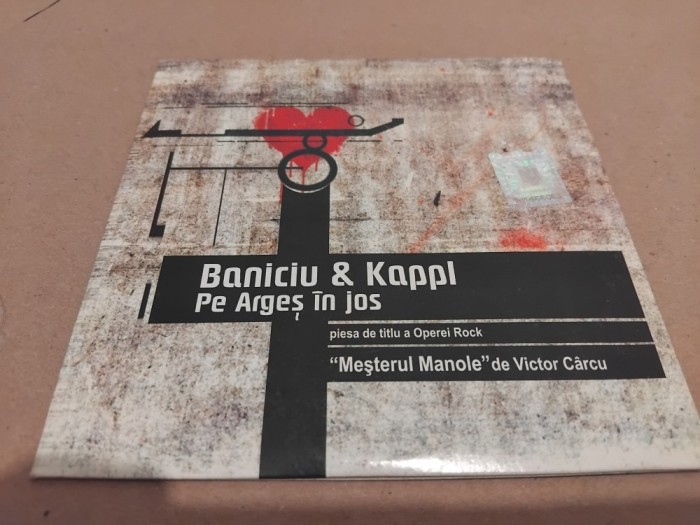 Baniciu & Kappl
Pe Argeș în jos
piesa de titlu a Operei Rock
“Meşterul Manole” de Victor Cârcu